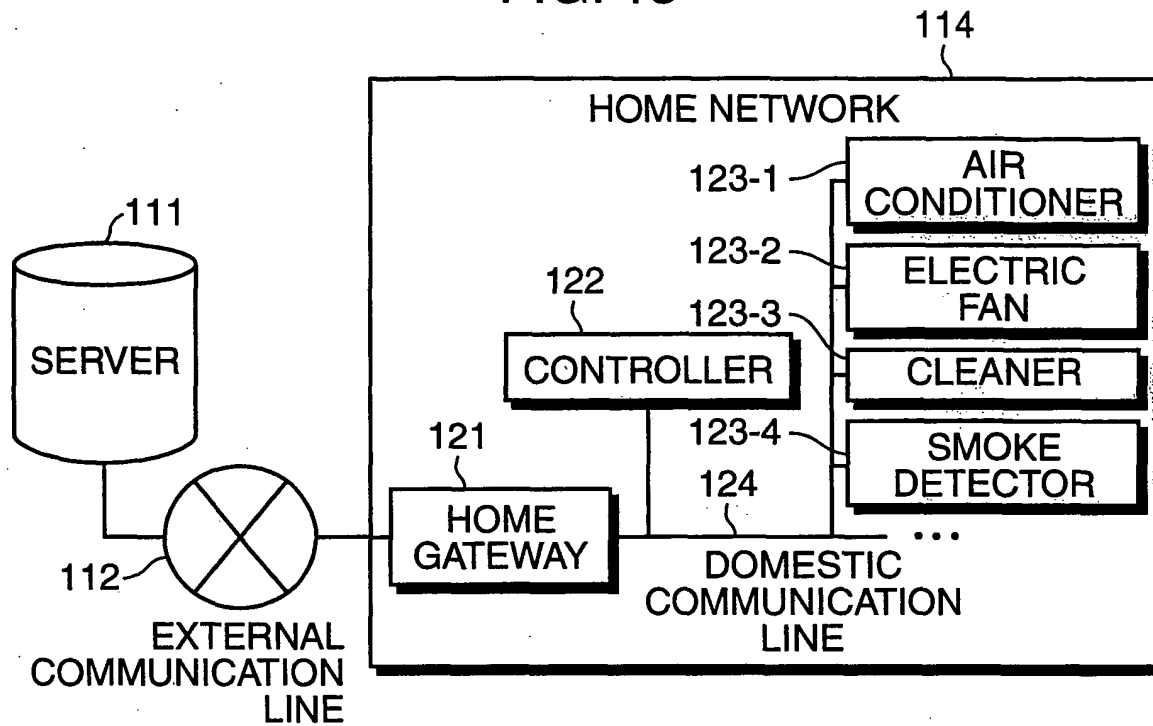 114
HOME NETWORK
123-1
AIR
CONDITIONER
111
123-2
ELECTRIC
FAN
122
123-3
SERVER
CONTROLLER
CLEANER
123-4
SMOKE
DETECTOR
121
124
HOME
GATEWAY
...
112
DOMESTIC
COMMUNICATION
LINE
EXTERNAL
COMMUNICATION
LINE